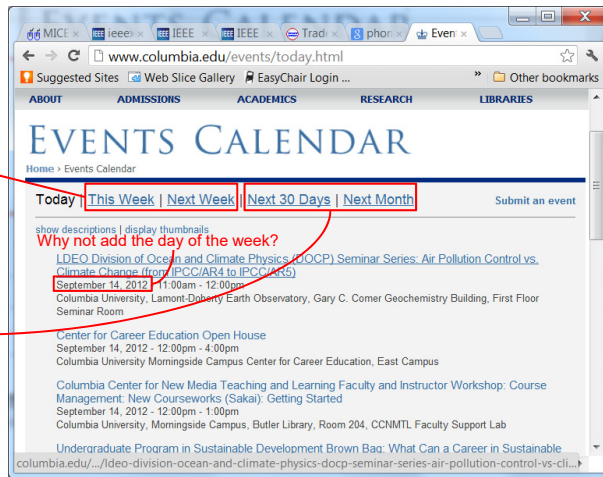 MICE
ieeex
IEEE
IEEE
Tradi
phon
Event
www.columbia.edu/events/today.html
Suggested Sites Web Slice Gallery EasyChair Login ... » Other bookmarks
ABOUT ADMISSIONS ACADEMICS RESEARCH LIBRARIES
EVENTS CALENDAR
Home › Events Calendar
Today | This Week | Next Week | Next 30 Days | Next Month Submit an event
show descriptions | display thumbnails
Why not add the day of the week?
LDEO Division of Ocean and Climate Physics (DOCP) Seminar Series: Air Pollution Control vs.
Climate Change (from IPCC/AR4 to IPCC/AR5)
September 14, 2012 - 11:00am - 12:00pm
Columbia University, Lamont-Doherty Earth Observatory, Gary C. Comer Geochemistry Building, First Floor
Seminar Room
Center for Career Education Open House
September 14, 2012 - 12:00pm - 4:00pm
Columbia University Morningside Campus Center for Career Education, East Campus
Columbia Center for New Media Teaching and Learning Faculty and Instructor Workshop: Course
Management: New Courseworks (Sakai): Getting Started
September 14, 2012 - 12:00pm - 1:00pm
Columbia University, Morningside Campus, Butler Library, Room 204, CCNMTL Faculty Support Lab
Undergraduate Program in Sustainable Development Brown Bag: What Can a Career in Sustainable
columbia.edu/.../ldeo-division-ocean-and-climate-physics-docp-seminar-series-air-pollution-control-vs-cli...